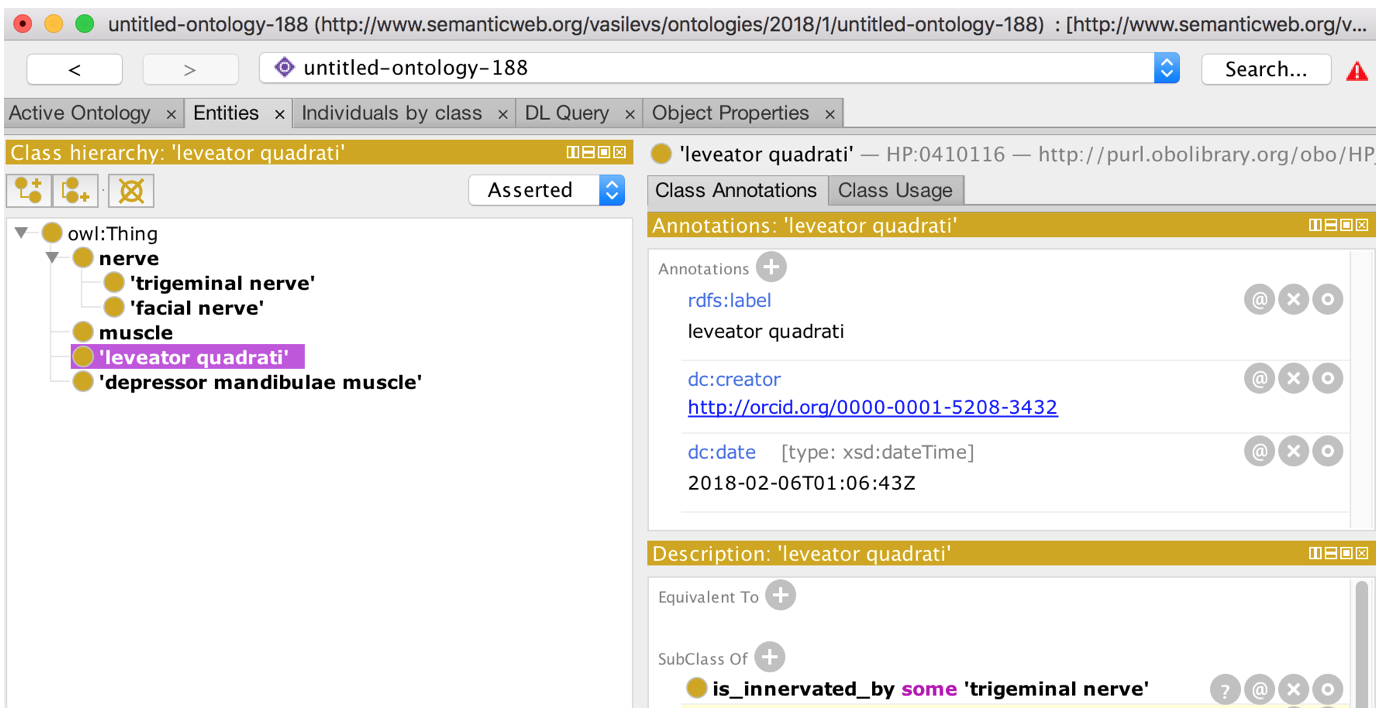 untitled-ontology-188 (http://www.semanticweb.org/vasilevs/ontologies/2018/1/untitled-ontology-188) : [http://www.semanticweb.org/v...
< > untitled-ontology-188 Search...
Active Ontology × Entities × Individuals by class × DL Query × Object Properties ×
Class hierarchy: 'leveator quadrati'
Asserted
owl:Thing
nerve
'trigeminal nerve'
'facial nerve'
muscle
'leveator quadrati'
'depressor mandibulae muscle'
'leveator quadrati' — HP:0410116 — http://purl.obolibrary.org/obo/HP_
Class Annotations Class Usage
Annotations: 'leveator quadrati'
Annotations
rdfs:label
leveator quadrati
dc:creator
http://orcid.org/0000-0001-5208-3432
dc:date [type: xsd:dateTime]
2018-02-06T01:06:43Z
Description: 'leveator quadrati'
Equivalent To
SubClass Of
is_innervated_by some 'trigeminal nerve'